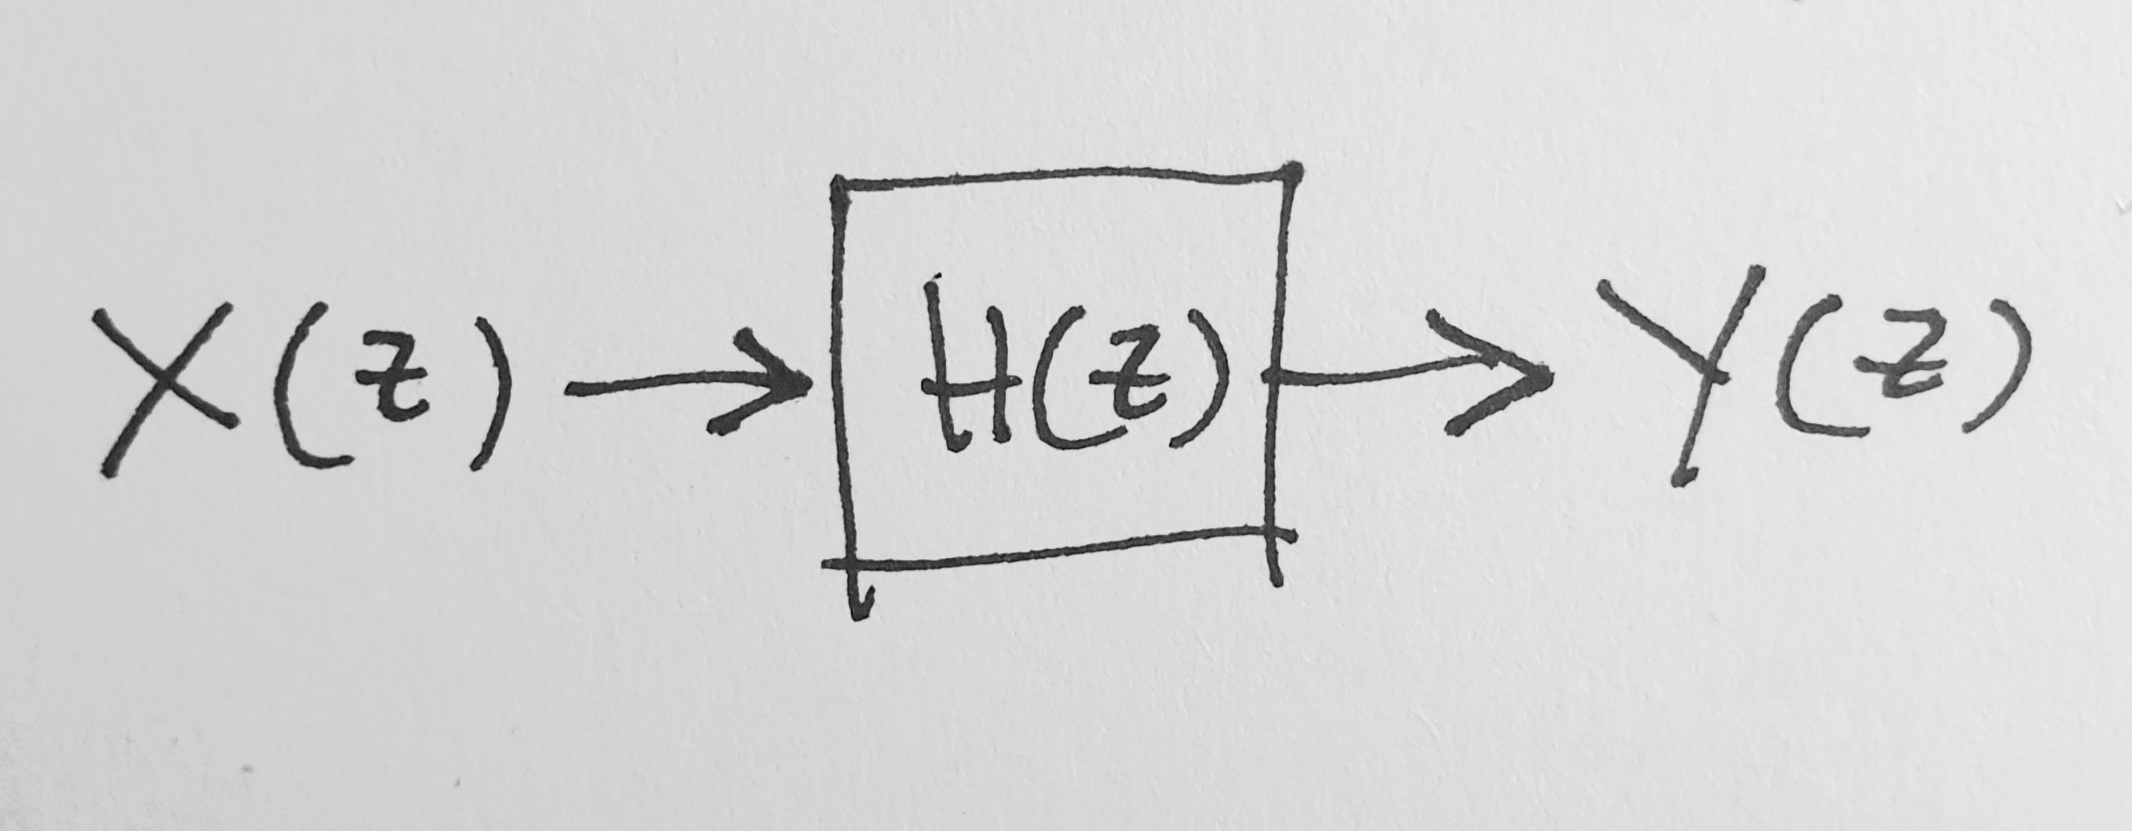 X(z) → H(z) → Y(z)